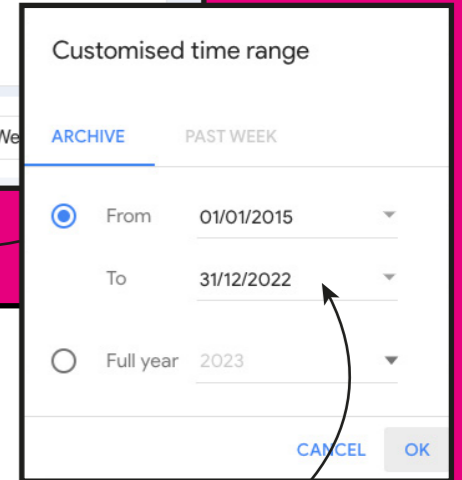 Customised time range
We
ARCHIVE PAST WEEK
From 01/01/2015
To 31/12/2022
Full year 2023
CANCEL OK